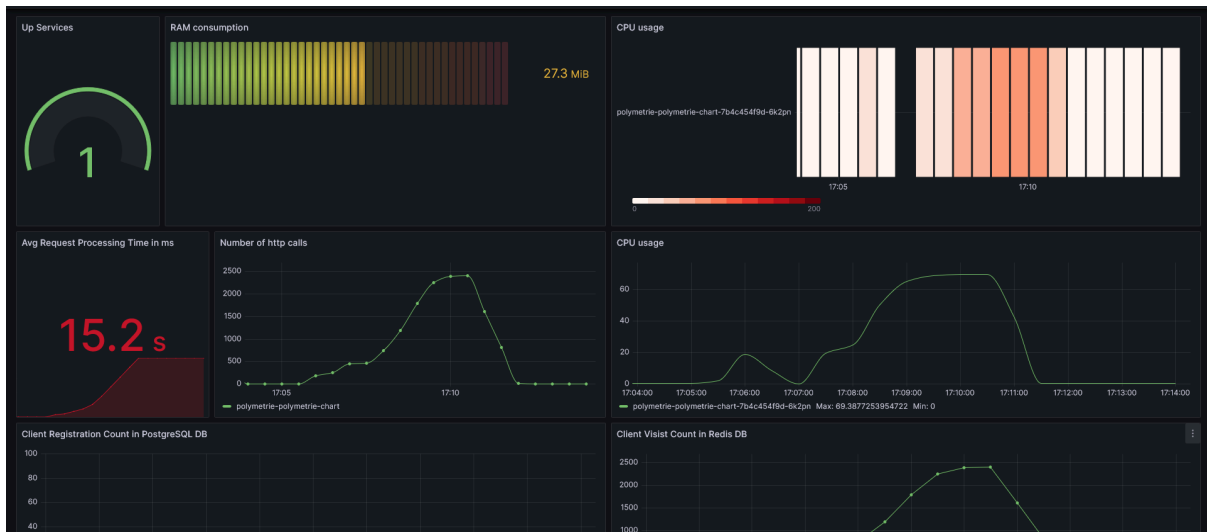 Up Services
1
RAM consumption
27.3 MiB
CPU usage
polymetrie-polymetrie-chart-7b4c454f9d-6k2pn
17:05
17:10
0
200
Avg Request Processing Time in ms
15.2 s
Number of http calls
2500
2000
1500
1000
500
0
17:05
17:10
polymetrie-polymetrie-chart
CPU usage
60
40
20
0
17:04:00
17:05:00
17:06:00
17:07:00
17:08:00
17:09:00
17:10:00
17:11:00
17:12:00
17:13:00
17:14:00
polymetrie-polymetrie-chart-7b4c454f9d-6k2pn Max: 69.3877253954722 Min: 0
Client Registration Count in PostgreSQL DB
100
80
60
40
Client Visist Count in Redis DB
2500
2000
1500
1000